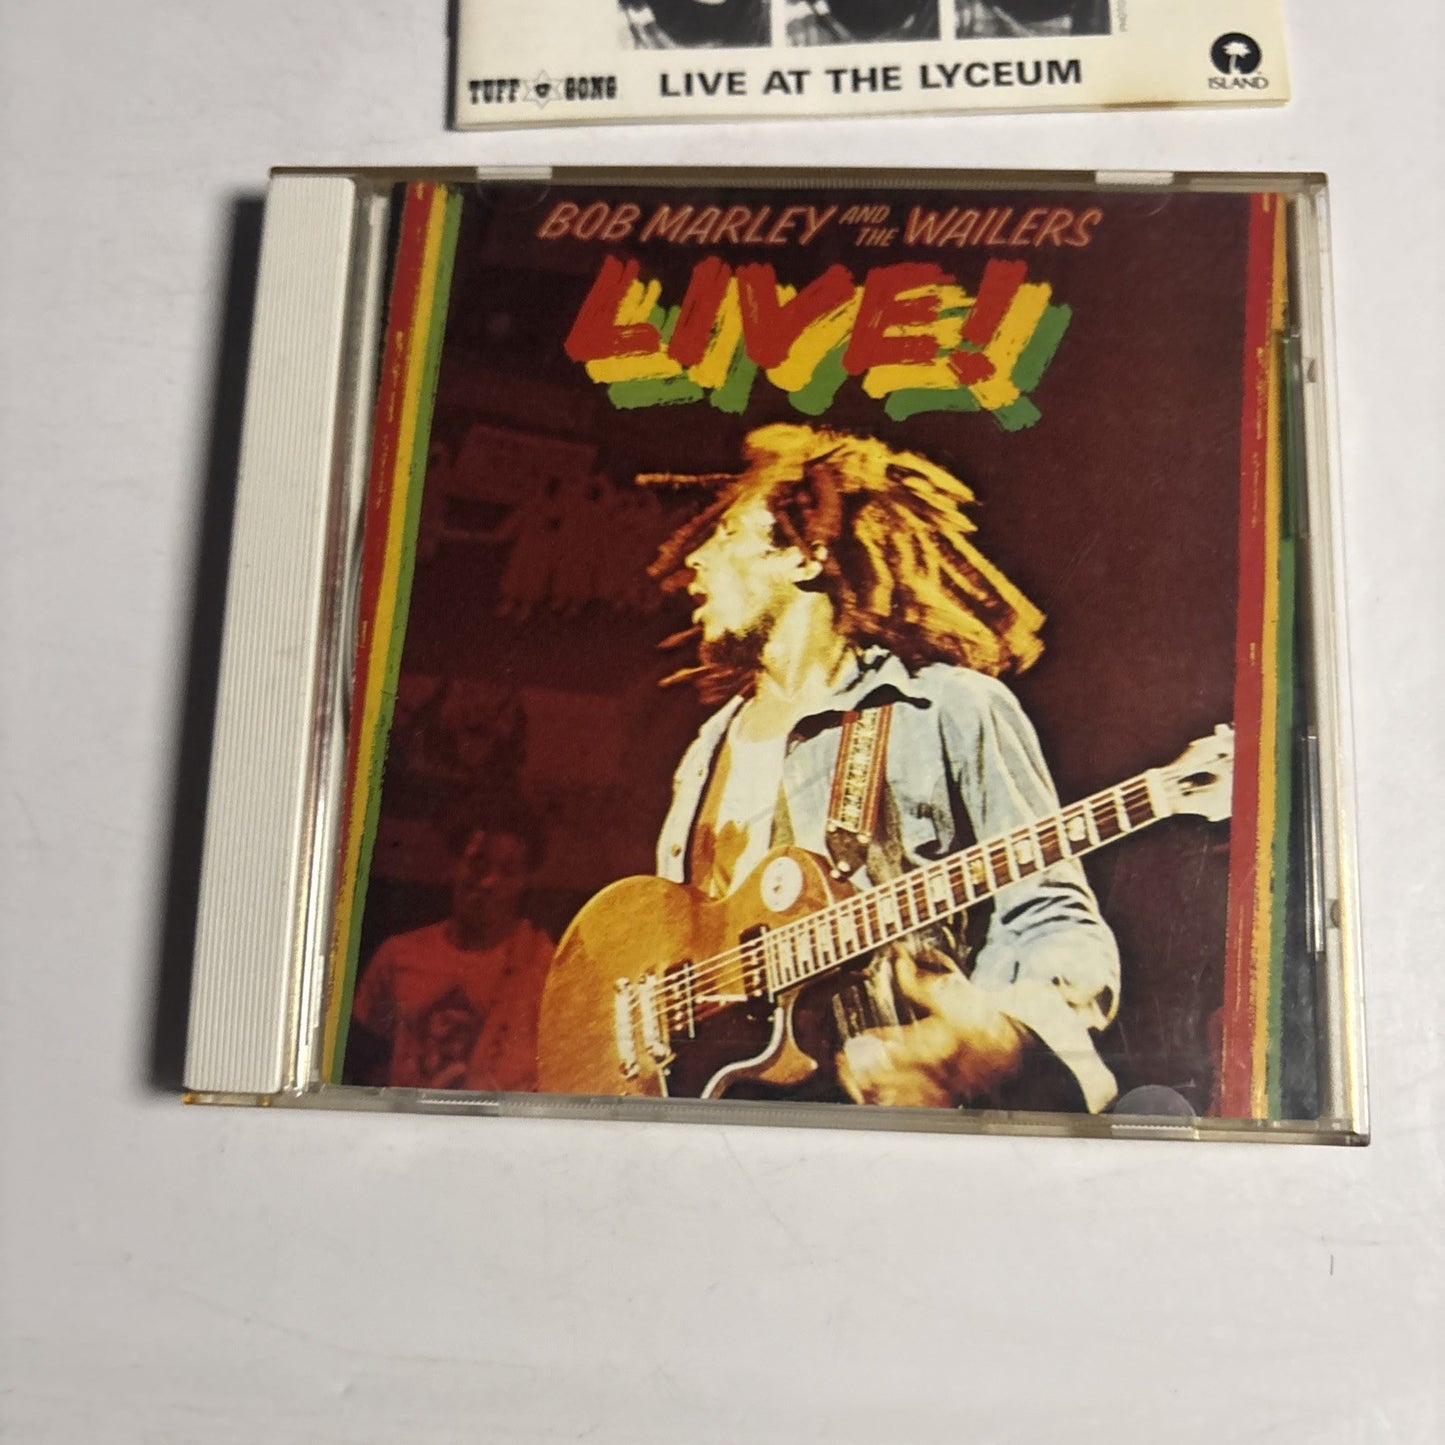 TUFF GONG
LIVE AT THE LYCEUM
ISLAND
BOB MARLEY AND THE WAILERS
LIVE!